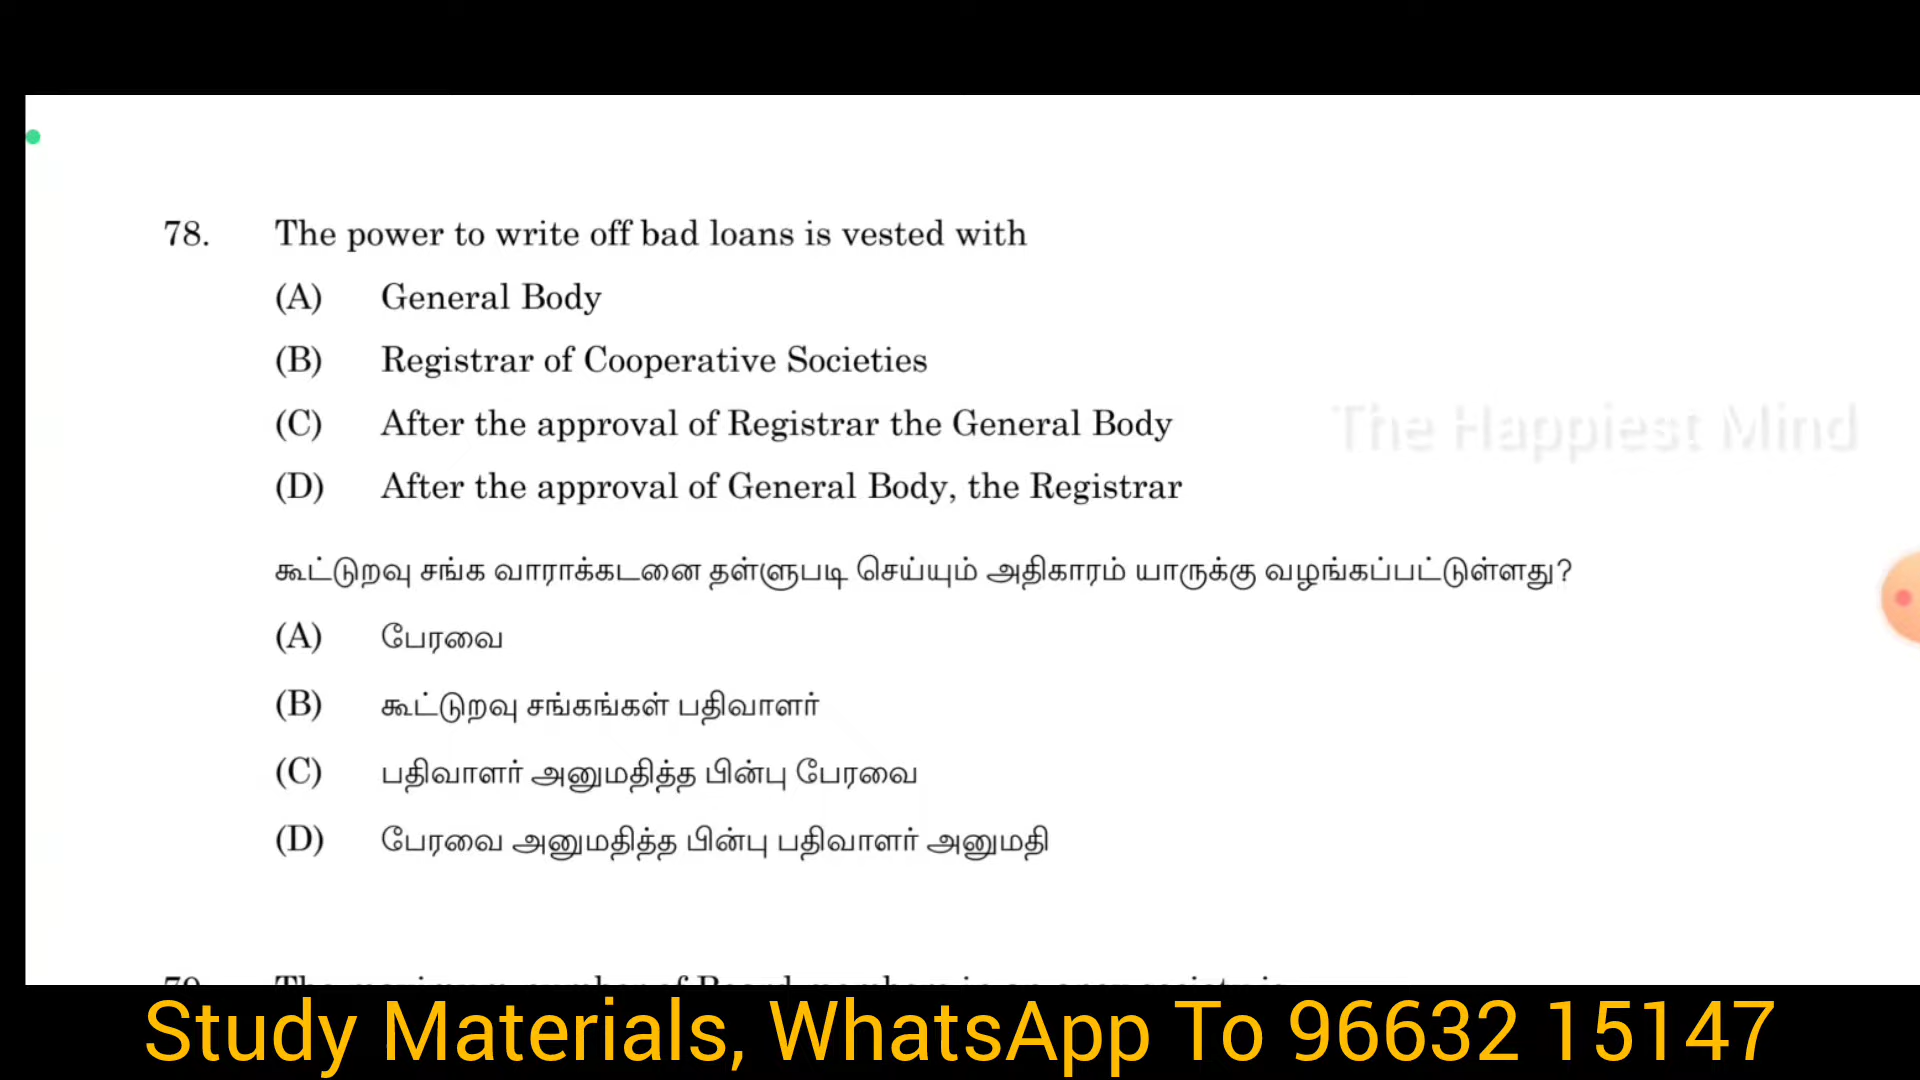 78. The power to write off bad loans is vested with
(A) General Body
(B) Registrar of Cooperative Societies
(C) After the approval of Registrar the General Body
The Happiest Mind
(D) After the approval of General Body, the Registrar
கூட்டுறவு சங்க வாராக்கடனை தள்ளுபடி செய்யும் அதிகாரம் யாருக்கு வழங்கப்பட்டுள்ளது?
(A) பேரவை
(B) கூட்டுறவு சங்கங்கள் பதிவாளர்
(C) பதிவாளர் அனுமதித்த பின்பு பேரவை
(D) பேரவை அனுமதித்த பின்பு பதிவாளர் அனுமதி
Study Materials, WhatsApp To 96632 15147